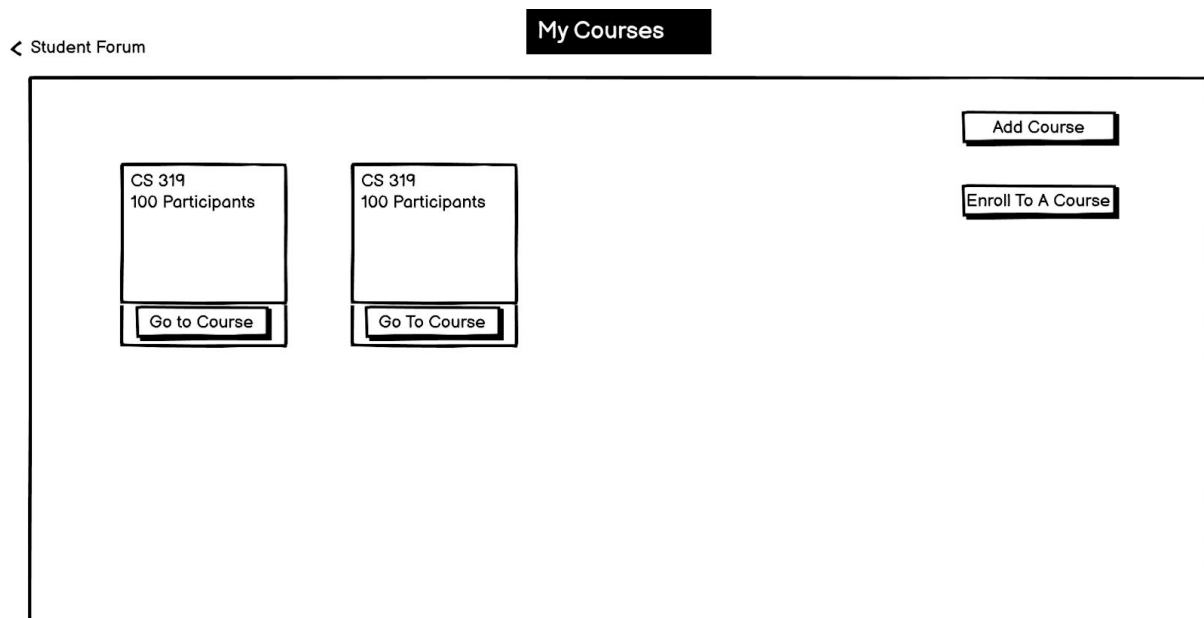 My Courses
Student Forum
Add Course
CS 319
100 Participants
Go to Course
CS 319
100 Participants
Go To Course
Enroll To A Course